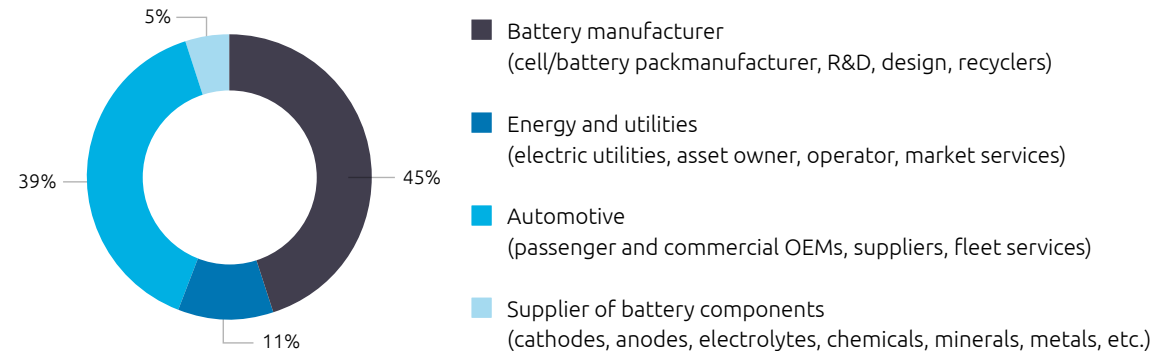 5%
39%
45%
11%
Battery manufacturer
(cell/battery packmanufacturer, R&D, design, recyclers)
Energy and utilities
(electric utilities, asset owner, operator, market services)
Automotive
(passenger and commercial OEMs, suppliers, fleet services)
Supplier of battery components
(cathodes, anodes, electrolytes, chemicals, minerals, metals, etc.)